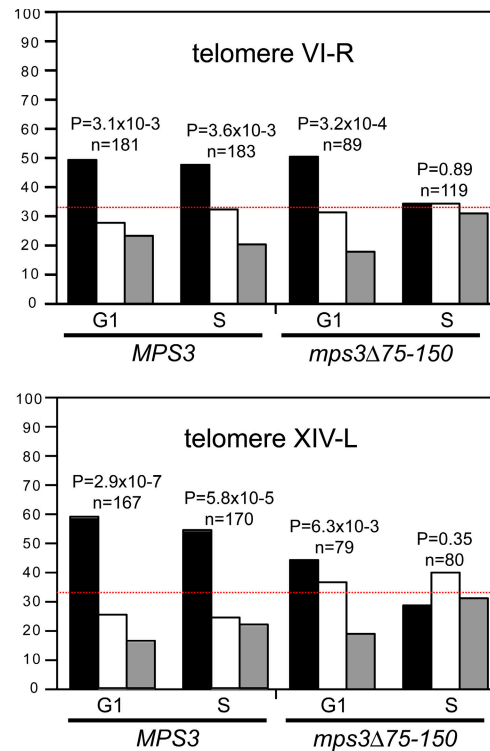 100
90
80
70
60
50
40
30
20
10
0
telomere VI-R
P=3.1x10-3
n=181
P=3.6x10-3
n=183
P=3.2x10-4
n=89
P=0.89
n=119
G1 S G1 S
MPS3 mps3Δ75-150
100
90
80
70
60
50
40
30
20
10
0
telomere XIV-L
P=2.9x10-7
n=167
P=5.8x10-5
n=170
P=6.3x10-3
n=79
P=0.35
n=80
G1 S G1 S
MPS3 mps3Δ75-150